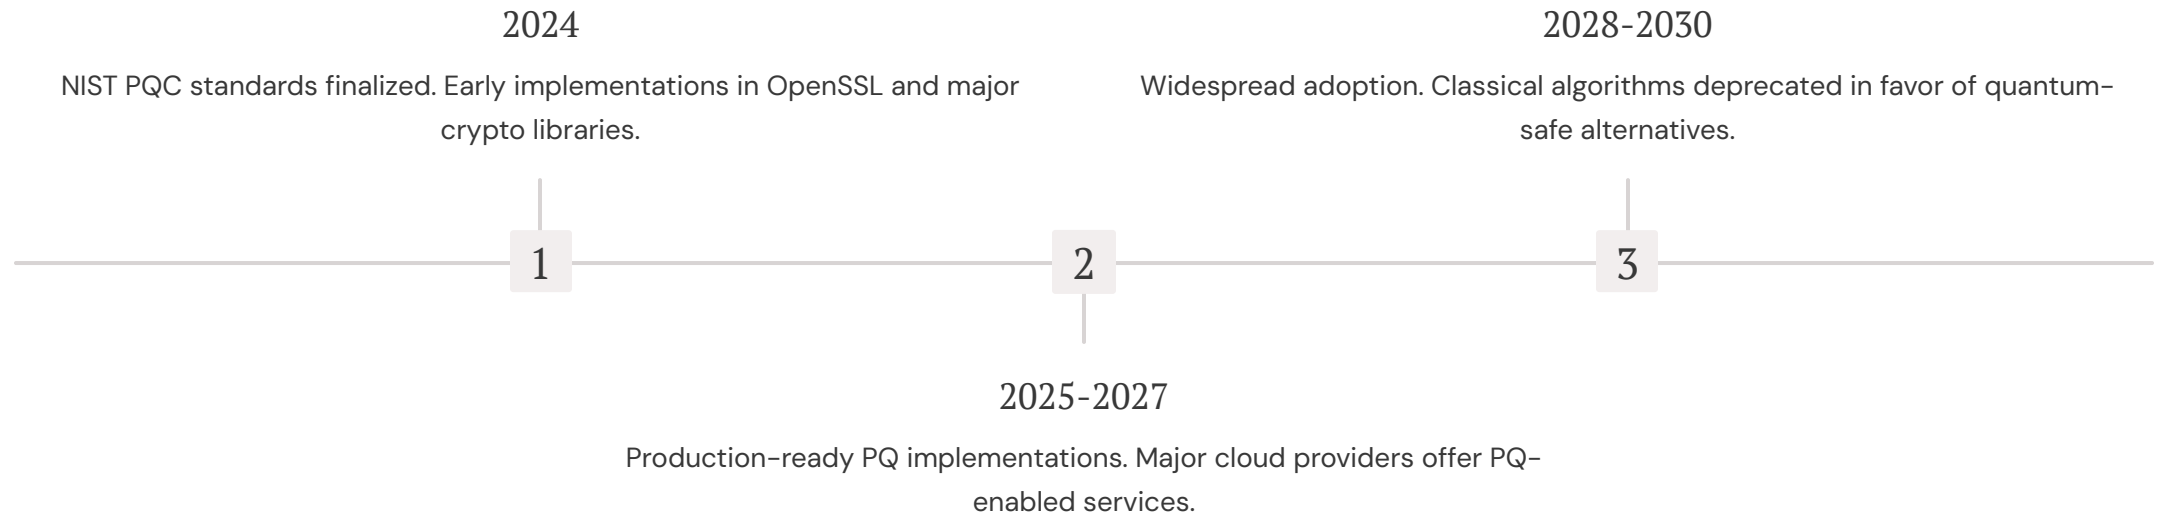 2024
NIST PQC standards finalized. Early implementations in OpenSSL and major
crypto libraries.
2028-2030
Widespread adoption. Classical algorithms deprecated in favor of quantum-
safe alternatives.
1
2
3
2025-2027
Production-ready PQ implementations. Major cloud providers offer PQ-
enabled services.